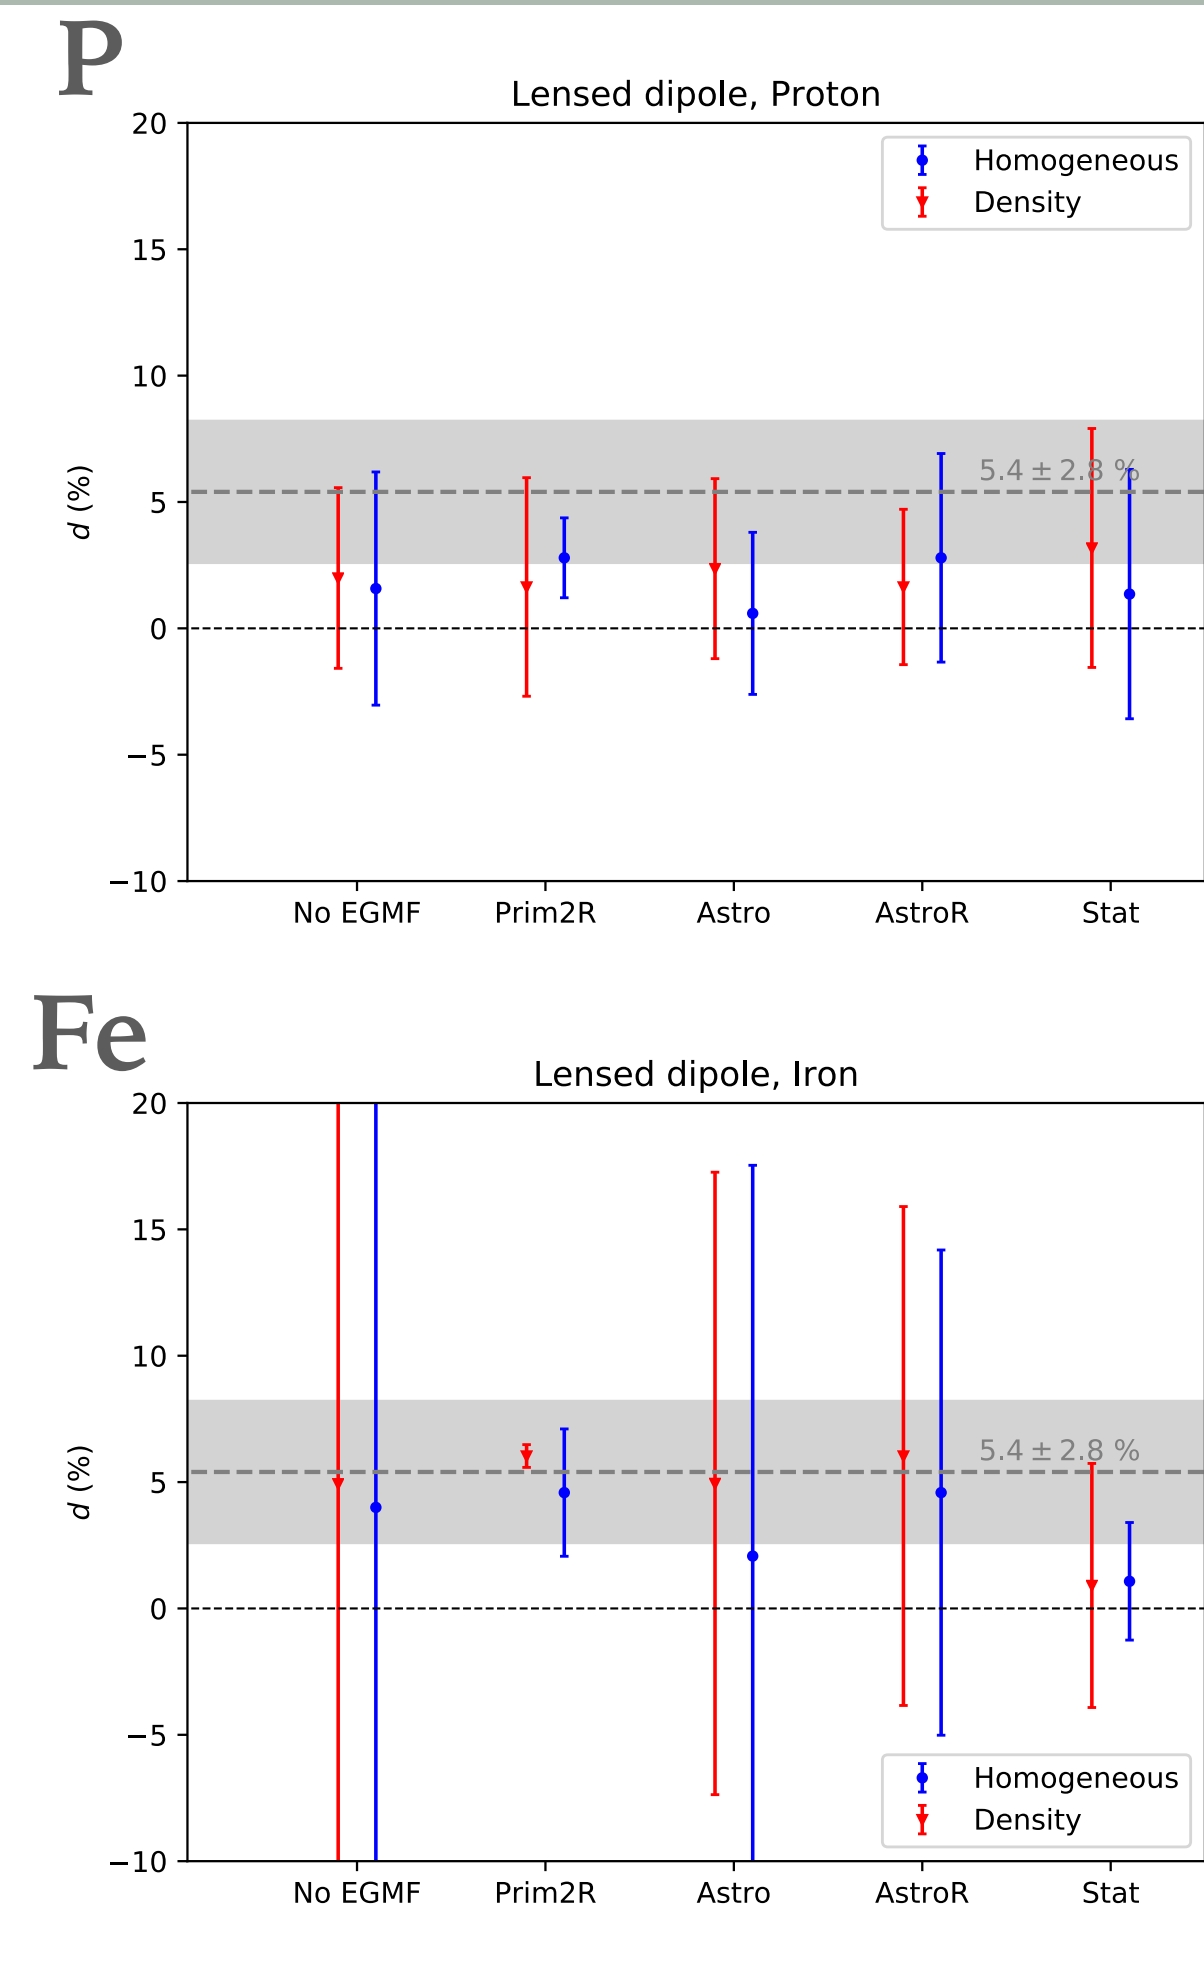 P
Lensed dipole, Proton
20
15
10
5
0
−5
−10
d (%)
Homogeneous
Density
5.4 ± 2.8 %
No EGMF Prim2R Astro AstroR Stat
Fe
Lensed dipole, Iron
20
15
10
5
0
−5
−10
d (%)
5.4 ± 2.8 %
Homogeneous
Density
No EGMF Prim2R Astro AstroR Stat